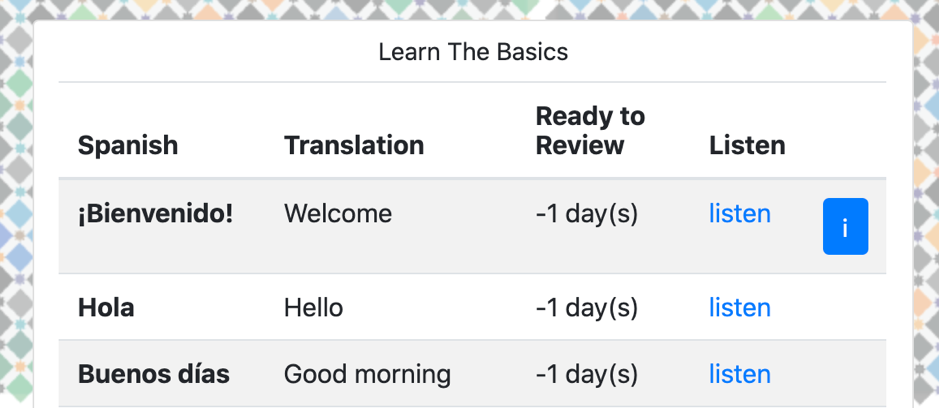 Learn The Basics
Spanish Translation Ready to Review Listen
¡Bienvenido! Welcome -1 day(s) listen i
Hola Hello -1 day(s) listen
Buenos días Good morning -1 day(s) listen